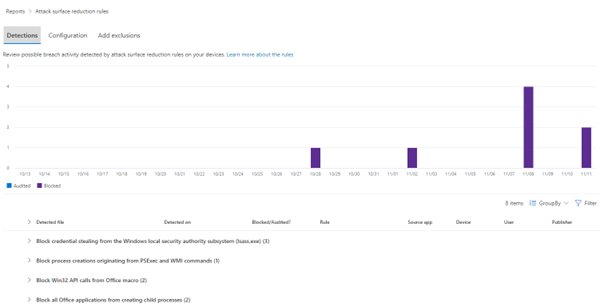 Reports > Attack surface reduction rules
Detections Configuration Add exclusions
Review possible breach activity detected by attack surface reduction rules on your devices. Learn more about the rules
5
4
3
2
1
0
10/13 10/14 10/15 10/16 10/17 10/18 10/19 10/20 10/21 10/22 10/23 10/24 10/25 10/26 10/27 10/28 10/29 10/30 10/31 11/01 11/02 11/03 11/04 11/05 11/06 11/07 11/08 11/09 11/10 11/11
Audited Blocked
8 items GroupBy Filter
Detected file Detected on Blocked/Audited? Rule Source app Device User Publisher
> Block credential stealing from the Windows local security authority subsystem (lsass.exe) (3)
> Block process creations originating from PSExec and WMI commands (1)
> Block Win32 API calls from Office macro (2)
> Block all Office applications from creating child processes (2)